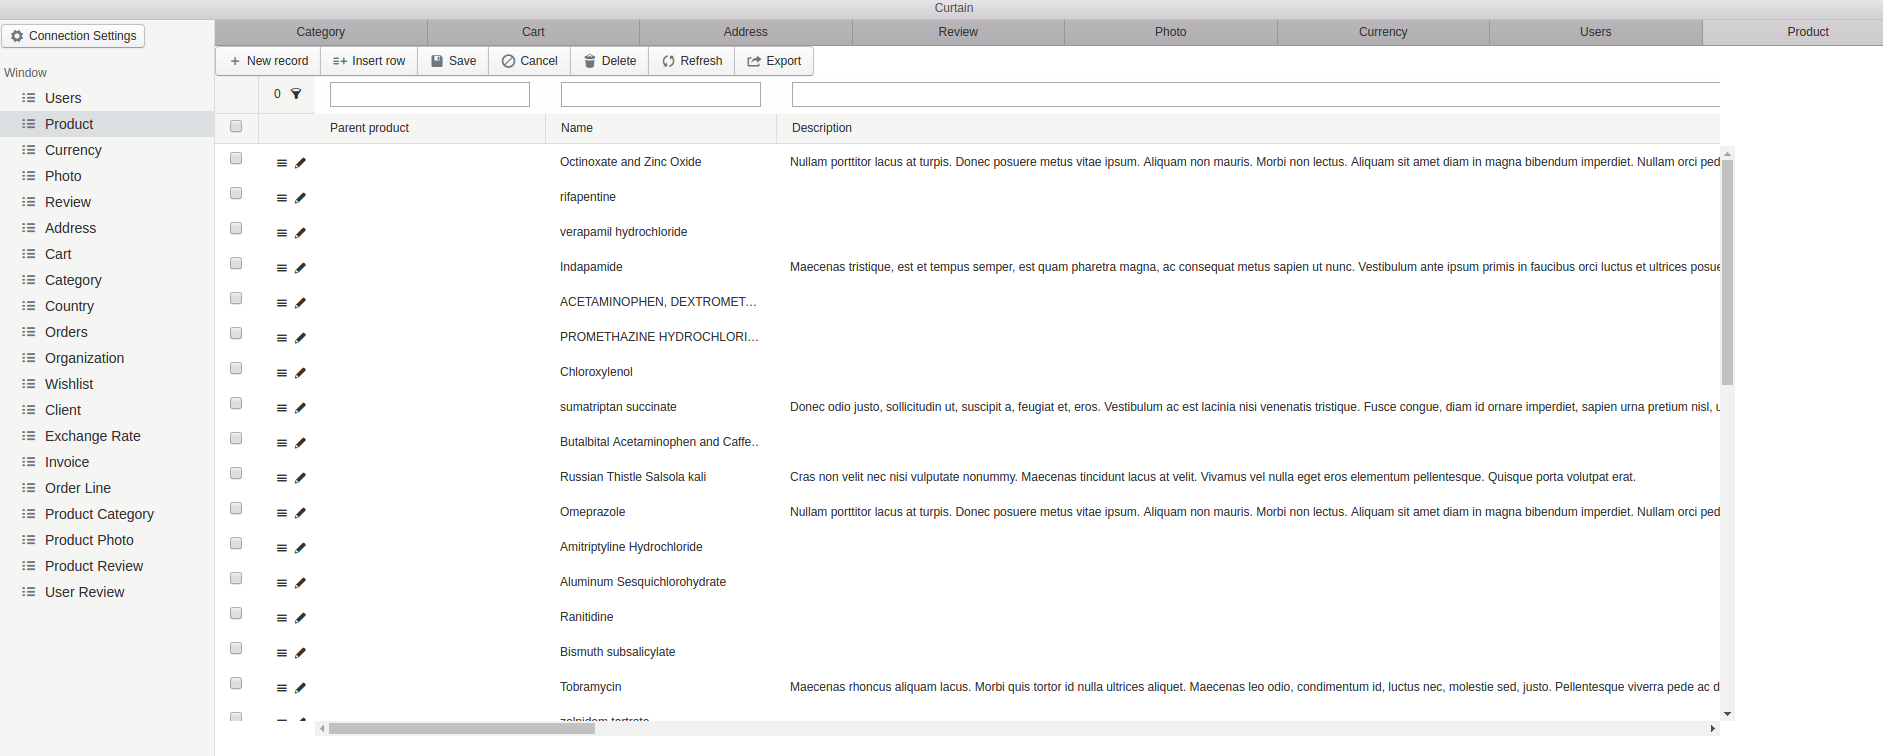 Curtain
Connection Settings
Category Cart Address Review Photo Currency Users Product
New record Insert row Save Cancel Delete Refresh Export
Window
Users
Product
Currency
Photo
Review
Address
Cart
Category
Country
Orders
Organization
Wishlist
Client
Exchange Rate
Invoice
Order Line
Product Category
Product Photo
Product Review
User Review
0
Parent product Name Description
Octinoxate and Zinc Oxide Nullam porttitor lacus at turpis. Donec posuere metus vitae ipsum. Aliquam non mauris. Morbi non lectus. Aliquam sit amet diam in magna bibendum imperdiet. Nullam orci ped
rifapentine
verapamil hydrochloride
Indapamide Maecenas tristique, est et tempus semper, est quam pharetra magna, ac consequat metus sapien ut nunc. Vestibulum ante ipsum primis in faucibus orci luctus et ultrices posue
ACETAMINOPHEN, DEXTROMET...
PROMETHAZINE HYDROCHLORI...
Chloroxylenol
sumatriptan succinate Donec odio justo, sollicitudin ut, suscipit a, feugiat et, eros. Vestibulum ac est lacinia nisi venenatis tristique. Fusce congue, diam id ornare imperdiet, sapien urna pretium nisl, u
Butalbital Acetaminophen and Caffe..
Russian Thistle Salsola kali Cras non velit nec nisi vulputate nonummy. Maecenas tincidunt lacus at velit. Vivamus vel nulla eget eros elementum pellentesque. Quisque porta volutpat erat.
Omeprazole Nullam porttitor lacus at turpis. Donec posuere metus vitae ipsum. Aliquam non mauris. Morbi non lectus. Aliquam sit amet diam in magna bibendum imperdiet. Nullam orci ped
Amitriptyline Hydrochloride
Aluminum Sesquichlorohydrate
Ranitidine
Bismuth subsalicylate
Tobramycin Maecenas rhoncus aliquam lacus. Morbi quis tortor id nulla ultrices aliquet. Maecenas leo odio, condimentum id, luctus nec, molestie sed, justo. Pellentesque viverra pede ac d
zolpidem tartrate